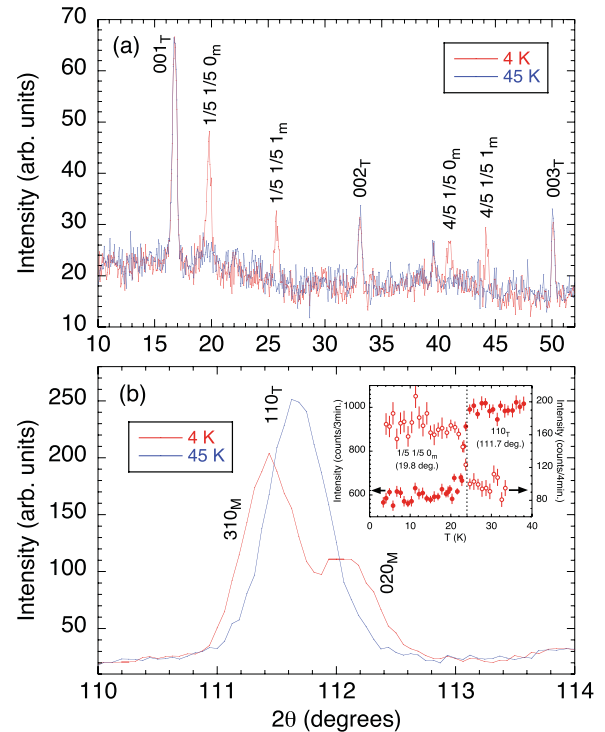 (a)
4 K
45 K
001T
1/5 1/5 0m
1/5 1/5 1m
002T
4/5 1/5 0m
4/5 1/5 1m
003T
Intensity (arb. units)
70
60
50
40
30
20
10
10 15 20 25 30 35 40 45 50
(b)
4 K
45 K
110T
310M
020M
Intensity (arb. units)
250
200
150
100
50
Intensity (counts/3min.)
1000
900
800
700
600
1/5 1/5 0m
(19.8 deg.)
110T
(111.7 deg.)
200
160
120
80
Intensity (counts/4min.)
0 10 20 30 40
T (K)
110 111 112 113 114
2θ (degrees)